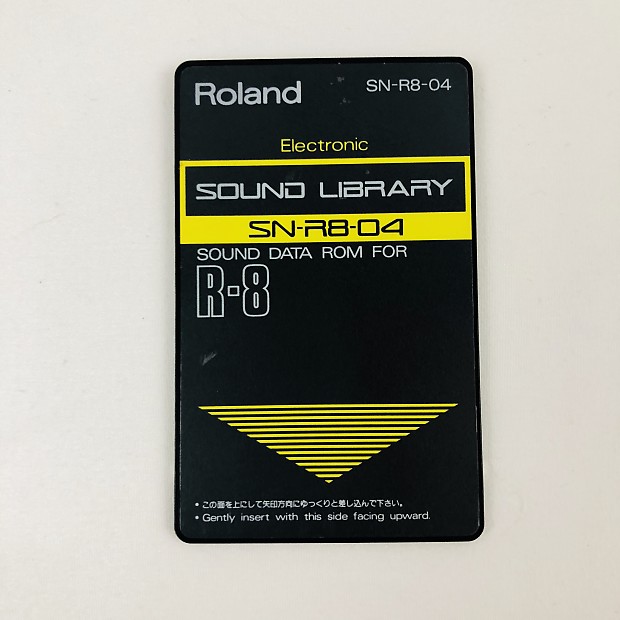 Roland
SN-R8-04
Electronic
SOUND LIBRARY
SN-R8-04
SOUND DATA ROM FOR
R-8
• この面を上にして矢印方向にゆっくりと差し込んで下さい。
• Gently insert with this side facing upward.